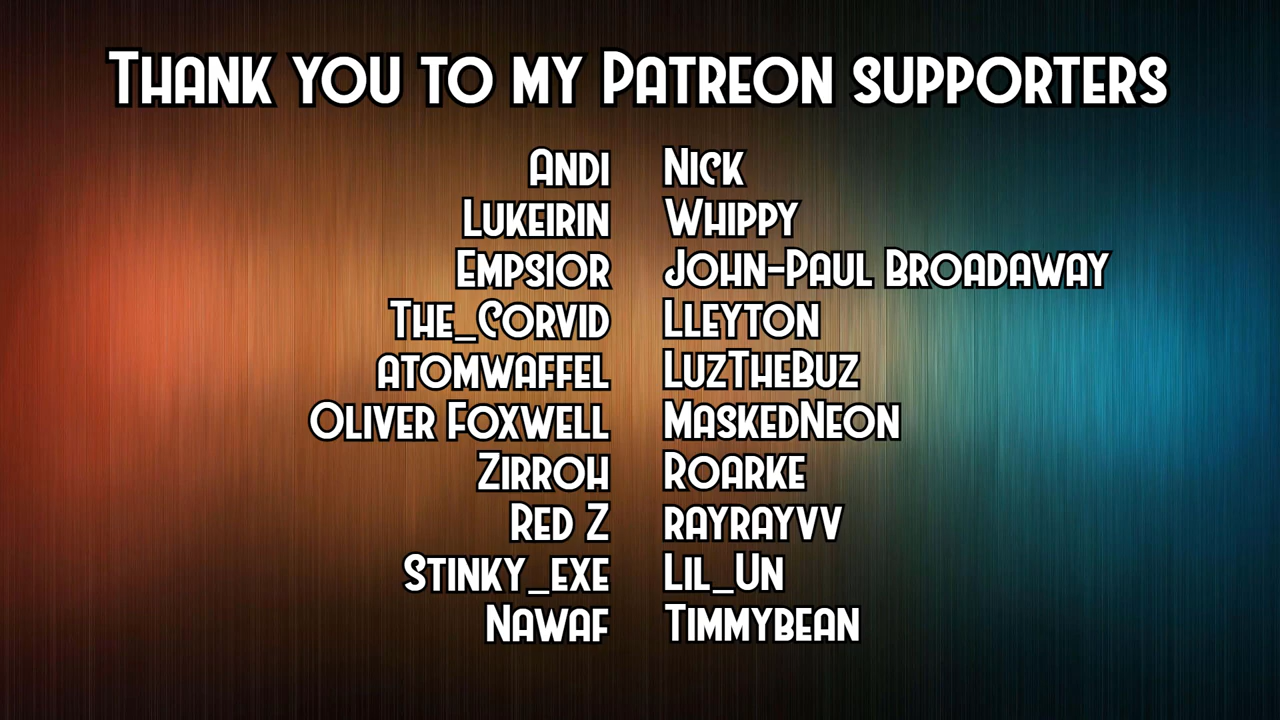 Thank you to my Patreon supporters
Andi
Lukeirin
Empsior
The_Corvid
atomwaffel
Oliver Foxwell
Zirroh
Red Z
Stinky_exe
Nawaf
Nick
Whippy
John-Paul Broadaway
Lleyton
LuzTheBuz
MaskedNeon
Roarke
rayrayvv
Lil_Un
Timmybean